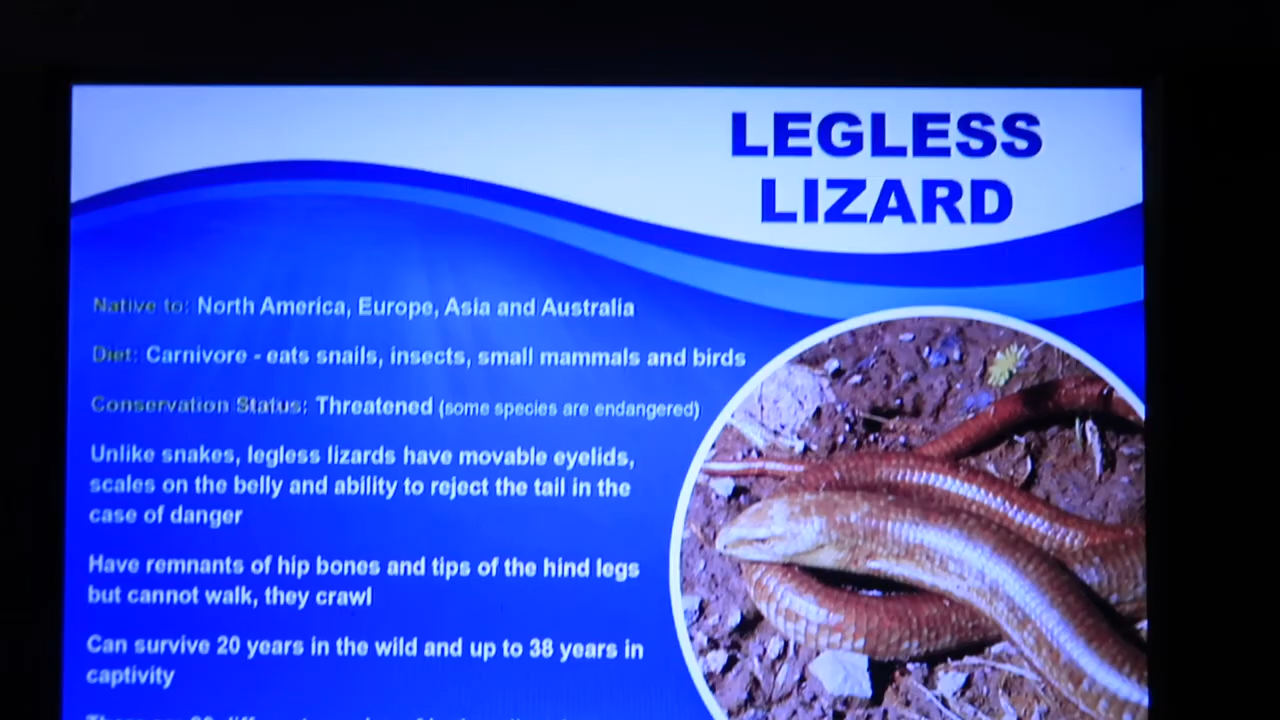 LEGLESS
LIZARD
Native to: North America, Europe, Asia and Australia
Diet: Carnivore - eats snails, insects, small mammals and birds
Conservation Status: Threatened (some species are endangered)
Unlike snakes, legless lizards have movable eyelids,
scales on the belly and ability to reject the tail in the
case of danger
Have remnants of hip bones and tips of the hind legs
but cannot walk, they crawl
Can survive 20 years in the wild and up to 38 years in
captivity